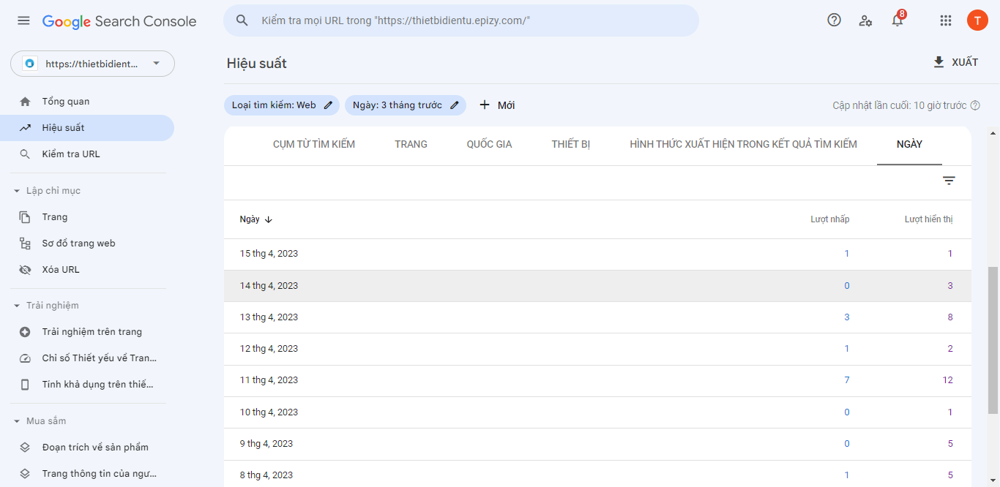 Google Search Console
Kiểm tra mọi URL trong "https://thietbidientu.epizy.com/"
8
T
https://thietbidient...
Hiệu suất
XUẤT
Tổng quan
Hiệu suất
Kiểm tra URL
Lập chỉ mục
Trang
Sơ đồ trang web
Xóa URL
Trải nghiệm
Trải nghiệm trên trang
Chỉ số Thiết yếu về Tran...
Tính khả dụng trên thiế...
Mua sắm
Đoạn trích về sản phẩm
Trang thông tin của ngư...
Loại tìm kiếm: Web
Ngày: 3 tháng trước
Mới
Cập nhật lần cuối: 10 giờ trước
CỤM TỪ TÌM KIẾM TRANG QUỐC GIA THIẾT BỊ HÌNH THỨC XUẤT HIỆN TRONG KẾT QUẢ TÌM KIẾM NGÀY
Ngày Lượt nhấp Lượt hiển thị
15 thg 4, 2023 1 1
14 thg 4, 2023 0 3
13 thg 4, 2023 3 8
12 thg 4, 2023 1 2
11 thg 4, 2023 7 12
10 thg 4, 2023 0 1
9 thg 4, 2023 0 5
8 thg 4, 2023 1 5